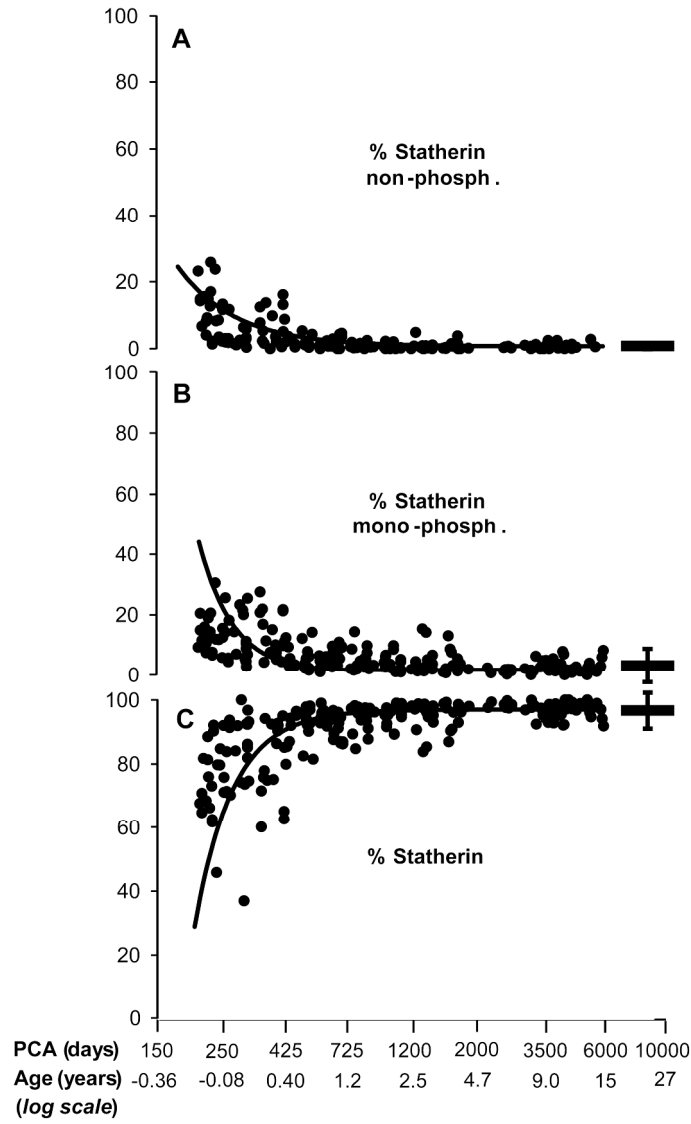 100
A
80
% Statherin
60
non-phosph .
40
20
0
100
B
80
% Statherin
60
mono-phosph .
40
20
0
100
C
80
60
% Statherin
40
20
0
PCA (days) 150 250 425 725 1200 2000 3500 6000 10000
Age (years) -0.36 -0.08 0.40 1.2 2.5 4.7 9.0 15 27
(log scale)